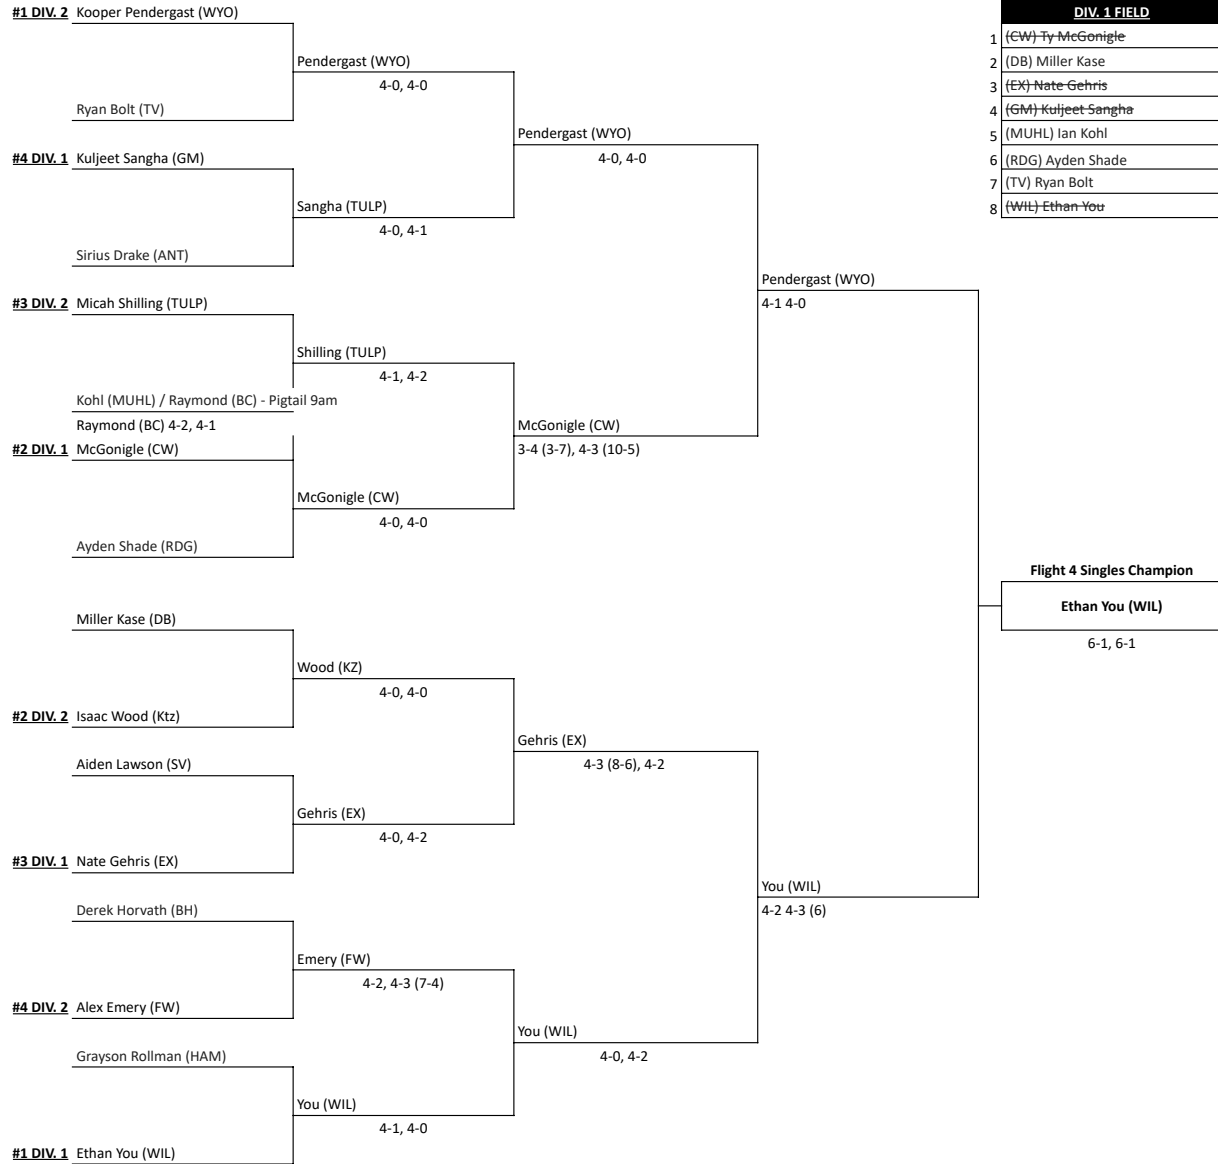 #1 DIV. 2 Kooper Pendergast (WYO)
Pendergast (WYO)
4-0, 4-0
Ryan Bolt (TV)
Pendergast (WYO)
4-0, 4-0
#4 DIV. 1 Kuljeet Sangha (GM)
Sangha (TULP)
4-0, 4-1
Sirius Drake (ANT)
Pendergast (WYO)
4-1 4-0
#3 DIV. 2 Micah Shilling (TULP)
Shilling (TULP)
4-1, 4-2
Kohl (MUHL) / Raymond (BC) - Pigtail 9am
Raymond (BC) 4-2, 4-1
McGonigle (CW)
3-4 (3-7), 4-3 (10-5)
#2 DIV. 1 McGonigle (CW)
McGonigle (CW)
4-0, 4-0
Ayden Shade (RDG)
Flight 4 Singles Champion
Ethan You (WIL)
6-1, 6-1
Miller Kase (DB)
Wood (KZ)
4-0, 4-0
#2 DIV. 2 Isaac Wood (Ktz)
Gehris (EX)
4-3 (8-6), 4-2
Aiden Lawson (SV)
Gehris (EX)
4-0, 4-2
#3 DIV. 1 Nate Gehris (EX)
You (WIL)
4-2 4-3 (6)
Derek Horvath (BH)
Emery (FW)
4-2, 4-3 (7-4)
#4 DIV. 2 Alex Emery (FW)
You (WIL)
4-0, 4-2
Grayson Rollman (HAM)
You (WIL)
4-1, 4-0
#1 DIV. 1 Ethan You (WIL)
DIV. 1 FIELD
1 (CW) Ty McGonigle
2 (DB) Miller Kase
3 (EX) Nate Gehris
4 (GM) Kuljeet Sangha
5 (MUHL) Ian Kohl
6 (RDG) Ayden Shade
7 (TV) Ryan Bolt
8 (WIL) Ethan You